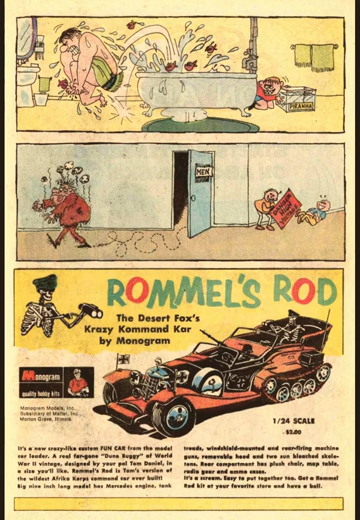 PIRANHA
MEN
DANGER
HIGH
VOLTAGE
ROMMEL'S ROD
The Desert Fox's
Krazy Kommand Kar
by Monogram
Monogram
quality hobby kits
Monogram Models, Inc.
Subsidiary of Mattel, Inc.
Morton Grove, Illinois
1/24 SCALE
$2.00
It's a new crazy-like custom FUN CAR from the model
car leader. A real far-gone "Dune Buggy" of World
War II vintage, designed by your pal Tom Daniel, in
a size you'll like. Rommel's Rod is Tom's version of
the wildest Afrika Korps command car ever built!
Big nine inch long model has Mercedes engine, tank
treads, windshield-mounted and rear-firing machine
guns, removable hood and two sun bleached skele-
tons. Rear compartment has plush chair, map table,
radio gear and ammo cases.
It's a scream. Easy to put together too. Get a Rommel
Rod kit at your favorite store and have a ball.